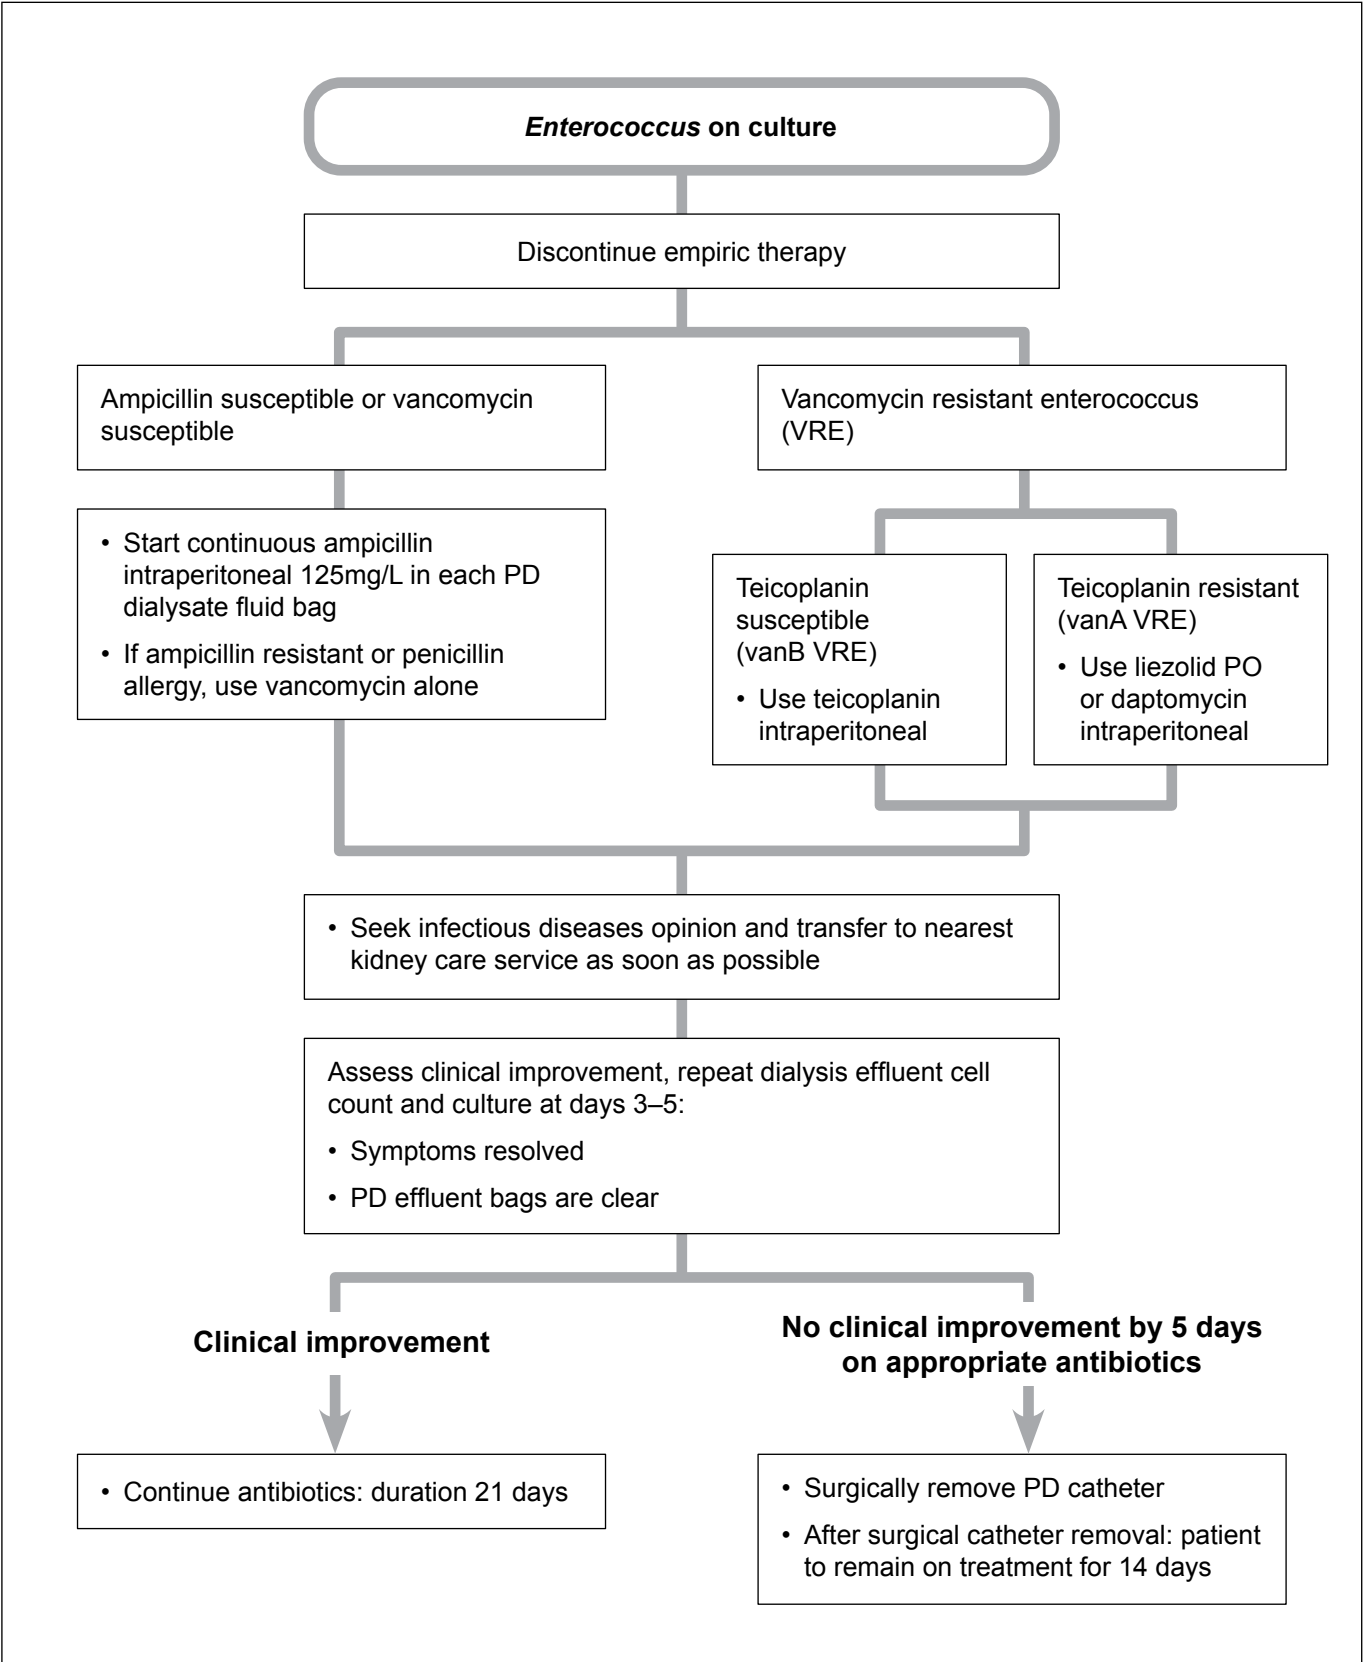 Enterococcus on culture
Discontinue empiric therapy
Ampicillin susceptible or vancomycin
susceptible
• Start continuous ampicillin
intraperitoneal 125mg/L in each PD
dialysate fluid bag
• If ampicillin resistant or penicillin
allergy, use vancomycin alone
Vancomycin resistant enterococcus
(VRE)
Teicoplanin
susceptible
(vanB VRE)
• Use teicoplanin
intraperitoneal
Teicoplanin resistant
(vanA VRE)
• Use liezolid PO
or daptomycin
intraperitoneal
• Seek infectious diseases opinion and transfer to nearest
kidney care service as soon as possible
Assess clinical improvement, repeat dialysis effluent cell
count and culture at days 3–5:
• Symptoms resolved
• PD effluent bags are clear
Clinical improvement
• Continue antibiotics: duration 21 days
No clinical improvement by 5 days
on appropriate antibiotics
• Surgically remove PD catheter
• After surgical catheter removal: patient
to remain on treatment for 14 days